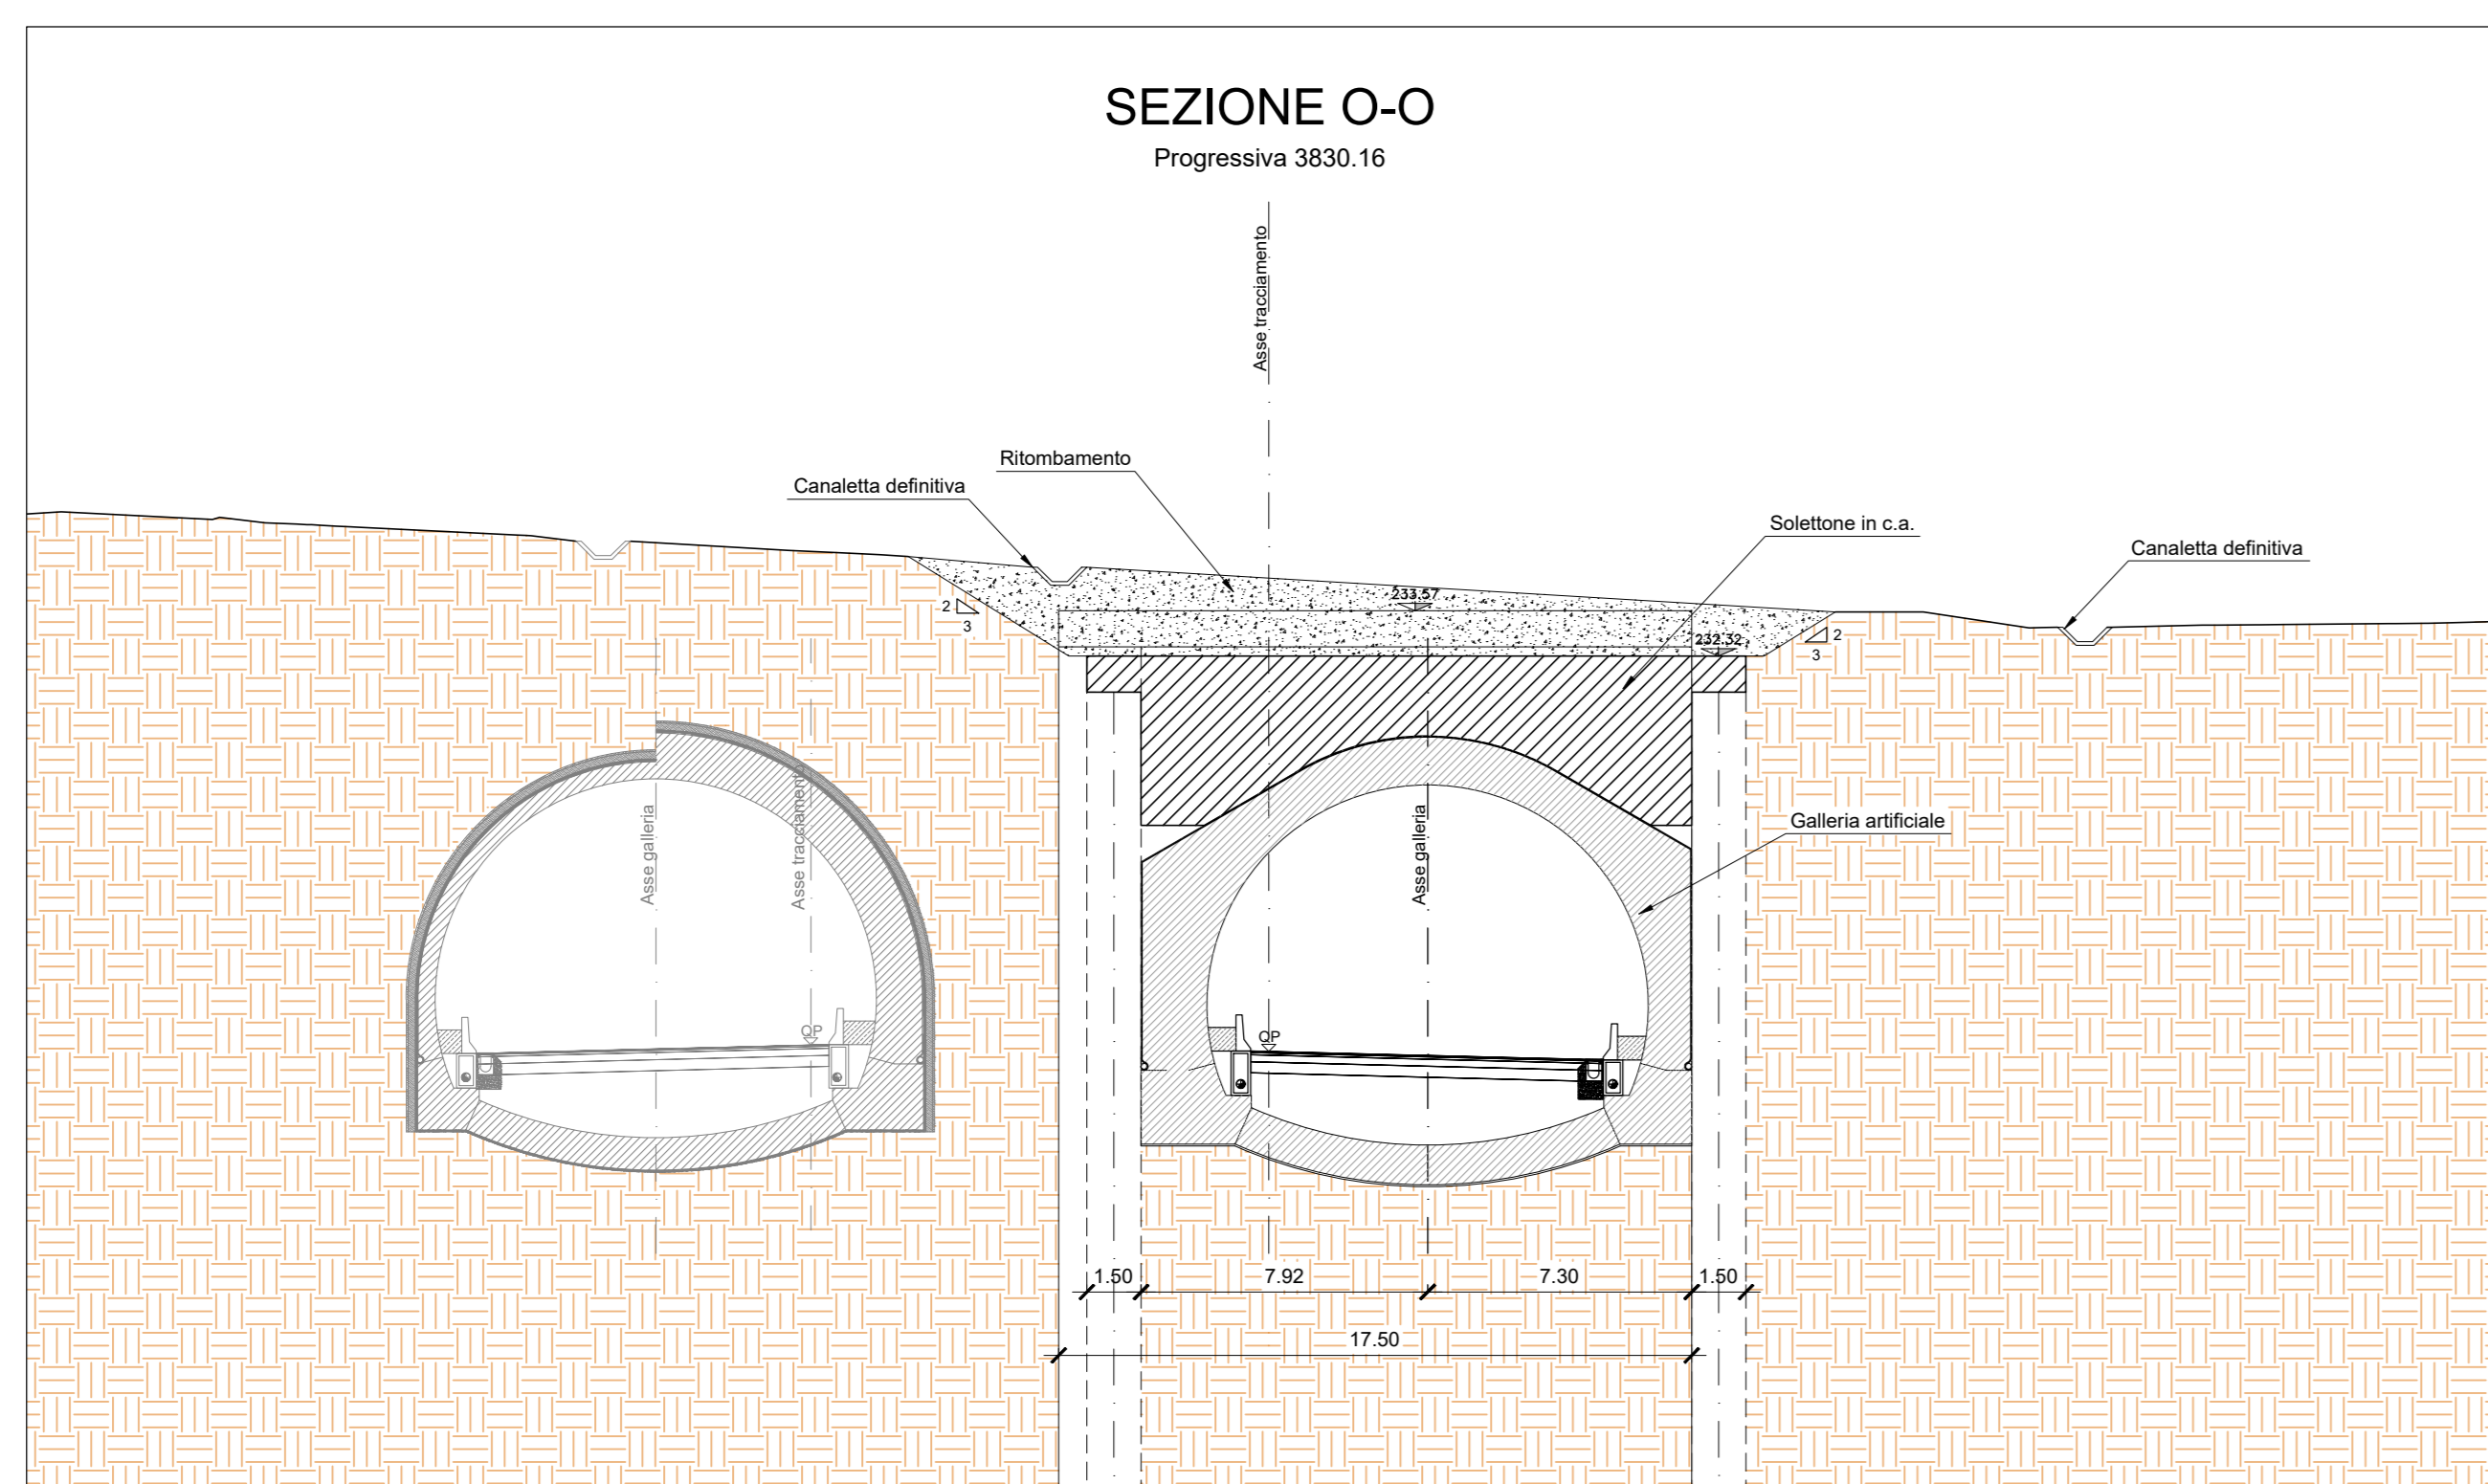 SEZIONE O-O
Progressiva 3830.16
Asse tracciamento
Ritombamento
Canaletta definitiva
Solettone in c.a.
Canaletta definitiva
233.57
2
3
232.32
2
3
Asse galleria
Asse tracciamento
Asse galleria
Galleria artificiale
QP
QP
1.50
7.92
7.30
1.50
17.50